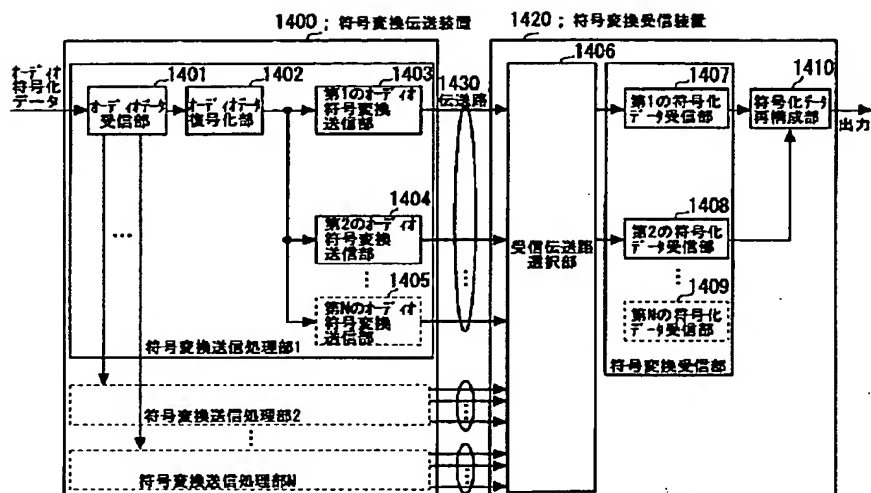 1400 ; 符号変換伝送装置
1420 ; 符号変換受信装置
オーディオ
符号化
データ
1401
オーディオデータ
受信部
1402
オーディオデータ
復号化部
1403
第1のオーディオ
符号変換
送信部
1430
伝送路
1406
受信伝送路
選択部
1407
第1の符号化
データ受信部
1410
符号化データ
再構成部
出力
…
1404
第2のオーディオ
符号変換
送信部
⋮
1405
第Nのオーディオ
符号変換
送信部
⋮
1408
第2の符号化
データ受信部
⋮
1409
第Nの符号化
データ受信部
符号変換送信処理部1
符号変換受信部
符号変換送信処理部2
…
⋮
符号変換送信処理部N
…